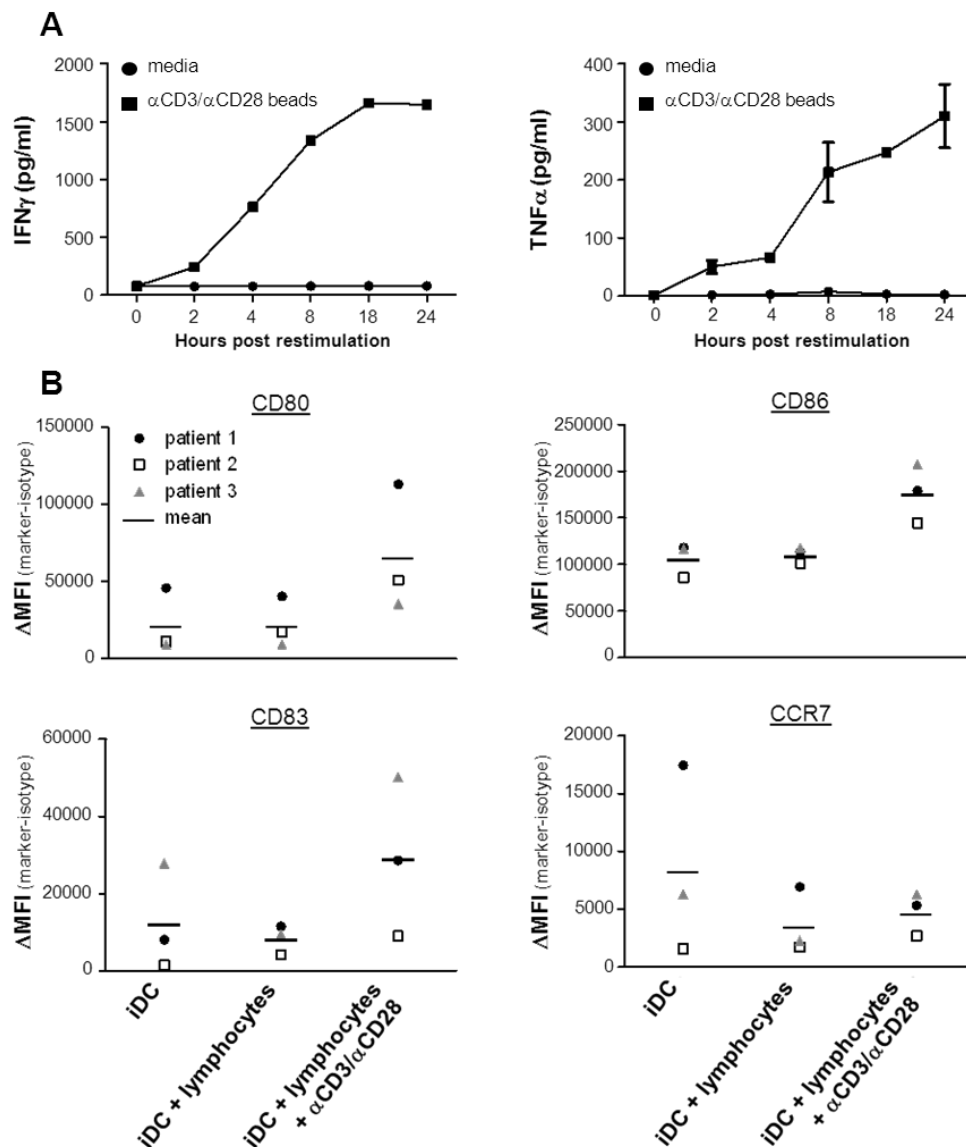 A
IFNγ (pg/ml)
2000
1500
1000
500
0
media
αCD3/αCD28 beads
0 2 4 8 18 24
Hours post restimulation
TNFα (pg/ml)
400
300
200
100
0
media
αCD3/αCD28 beads
0 2 4 8 18 24
Hours post restimulation
B
CD80
ΔMFI (marker-isotype)
150000
100000
50000
0
patient 1
patient 2
patient 3
mean
CD86
ΔMFI (marker-isotype)
250000
200000
150000
100000
50000
0
CD83
ΔMFI (marker-isotype)
60000
40000
20000
0
iDC
iDC + lymphocytes
iDC + lymphocytes
+ αCD3/αCD28
CCR7
ΔMFI (marker-isotype)
20000
15000
10000
5000
0
iDC
iDC + lymphocytes
iDC + lymphocytes
+ αCD3/αCD28